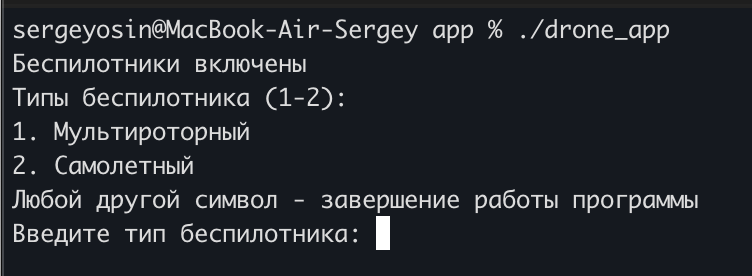 sergeyosin@MacBook-Air-Sergey app % ./drone_app
Беспилотники включены
Типы беспилотника (1-2):
1. Мультироторный
2. Самолетный
Любой другой символ - завершение работы программы
Введите тип беспилотника: